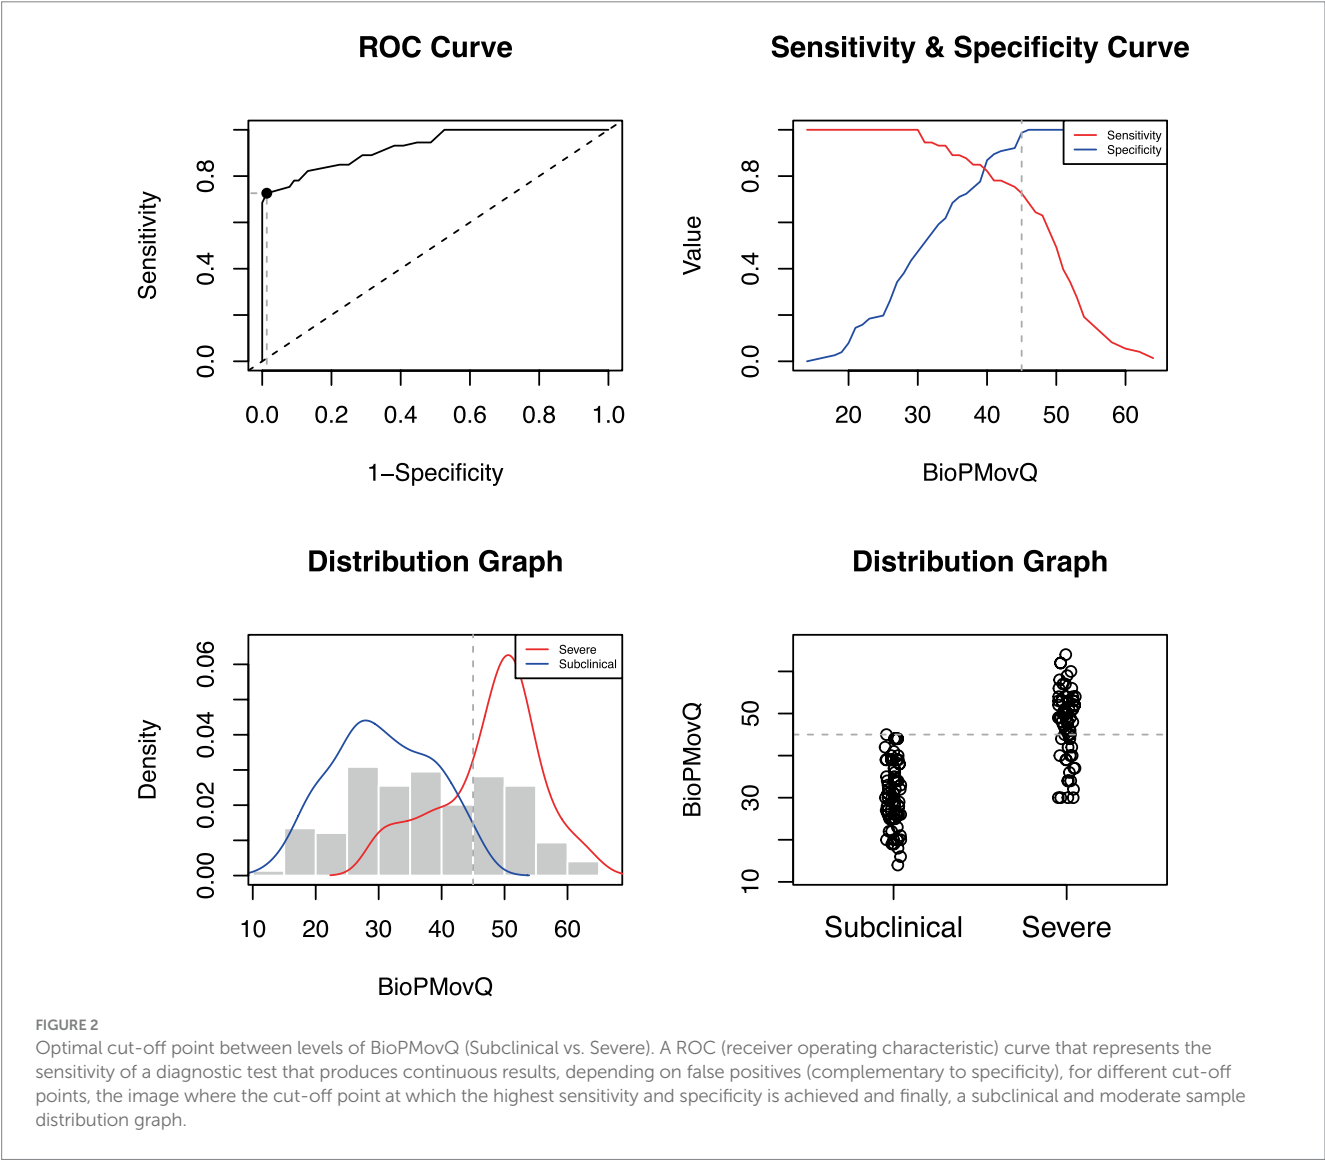 ROC Curve
Sensitivity
0.0 0.4 0.8
0.0 0.2 0.4 0.6 0.8 1.0
1−Specificity
Sensitivity & Specificity Curve
Value
0.0 0.4 0.8
Sensitivity
Specificity
20 30 40 50 60
BioPMovQ
Distribution Graph
Density
0.00 0.02 0.04 0.06
Severe
Subclinical
10 20 30 40 50 60
BioPMovQ
Distribution Graph
BioPMovQ
10 30 50
Subclinical Severe
FIGURE 2
Optimal cut-off point between levels of BioPMovQ (Subclinical vs. Severe). A ROC (receiver operating characteristic) curve that represents the
sensitivity of a diagnostic test that produces continuous results, depending on false positives (complementary to specificity), for different cut-off
points, the image where the cut-off point at which the highest sensitivity and specificity is achieved and finally, a subclinical and moderate sample
distribution graph.